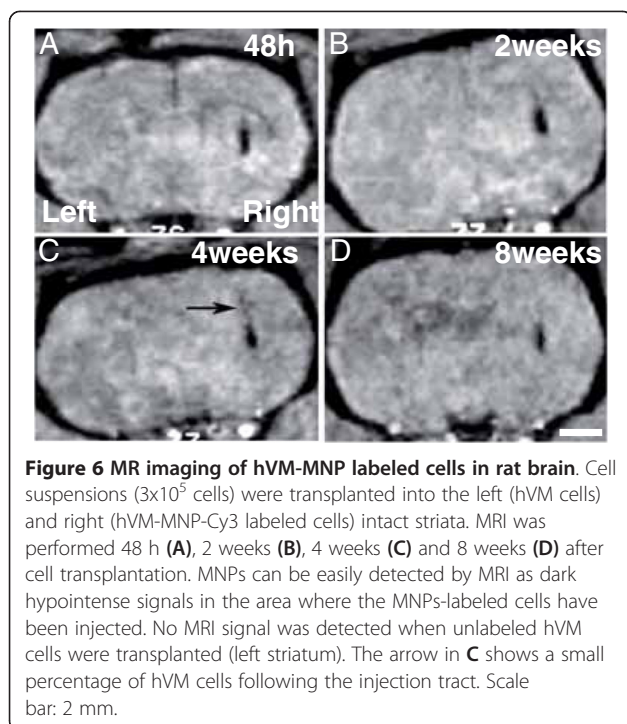 A 48h
B 2weeks
Left Right
C 4weeks
D 8weeks
Figure 6 MR imaging of hVM-MNP labeled cells in rat brain. Cell
suspensions (3x10⁵ cells) were transplanted into the left (hVM cells)
and right (hVM-MNP-Cy3 labeled cells) intact striata. MRI was
performed 48 h (A), 2 weeks (B), 4 weeks (C) and 8 weeks (D) after
cell transplantation. MNPs can be easily detected by MRI as dark
hypointense signals in the area where the MNPs-labeled cells have
been injected. No MRI signal was detected when unlabeled hVM
cells were transplanted (left striatum). The arrow in C shows a small
percentage of hVM cells following the injection tract. Scale
bar: 2 mm.